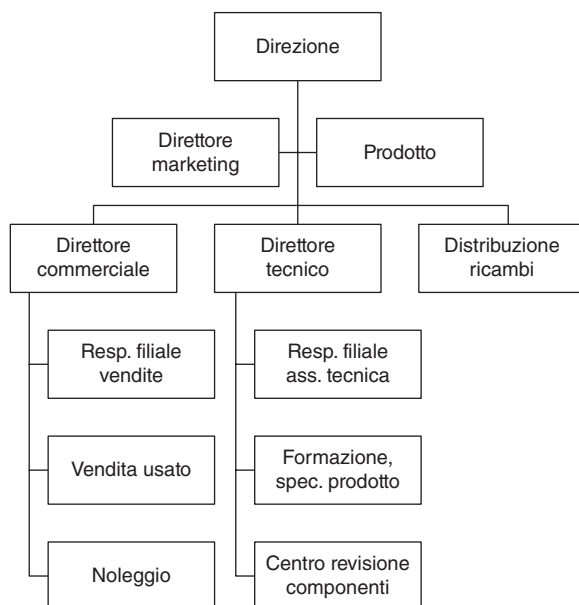 Direzione
Direttore
marketing
Prodotto
Direttore
commerciale
Direttore
tecnico
Distribuzione
ricambi
Resp. filiale
vendite
Resp. filiale
ass. tecnica
Vendita usato
Formazione,
spec. prodotto
Noleggio
Centro revisione
componenti